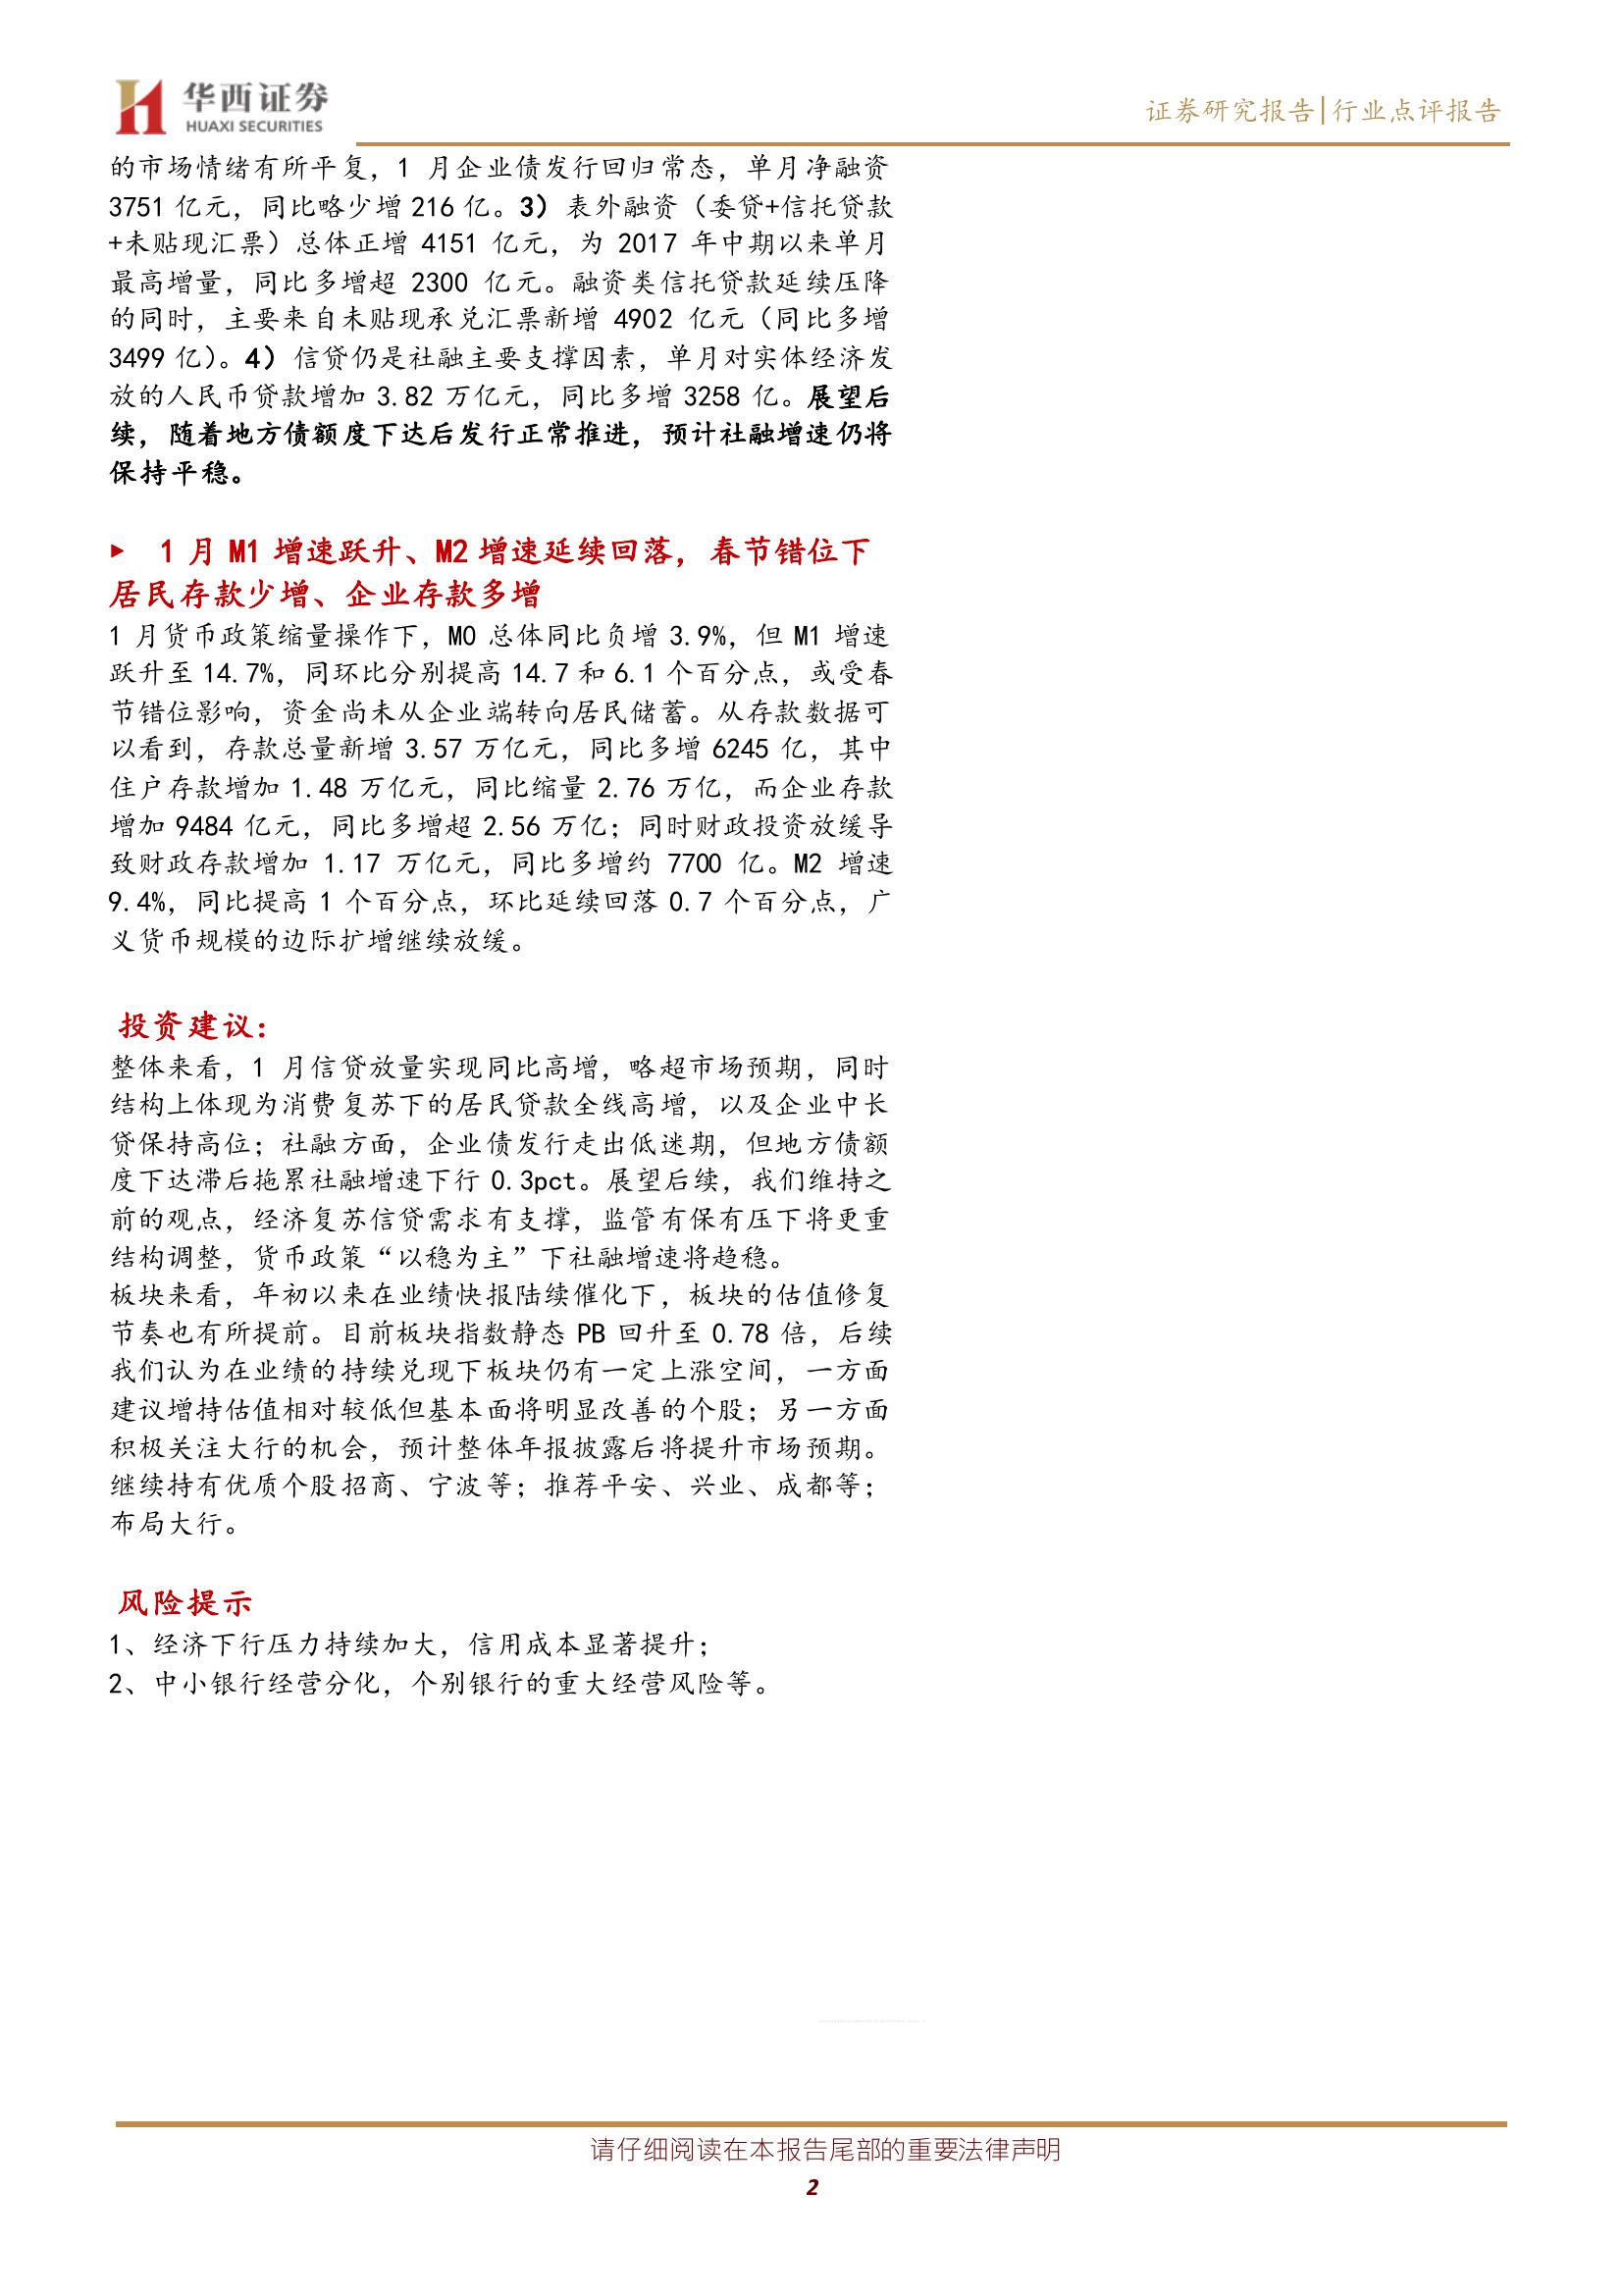 华西证券
HUAXI SECURITIES
证券研究报告|行业点评报告
的市场情绪有所平复，1 月企业债发行回归常态，单月净融资
3751 亿元，同比略少增 216 亿。3）表外融资（委贷+信托贷款
+未贴现汇票）总体正增 4151 亿元，为 2017 年中期以来单月
最高增量，同比多增超 2300 亿元。融资类信托贷款延续压降
的同时，主要来自未贴现承兑汇票新增 4902 亿元（同比多增
3499 亿）。4）信贷仍是社融主要支撑因素，单月对实体经济发
放的人民币贷款增加 3.82 万亿元，同比多增 3258 亿。展望后
续，随着地方债额度下达后发行正常推进，预计社融增速仍将
保持平稳。
► 1 月 M1 增速跃升、M2 增速延续回落，春节错位下
居民存款少增、企业存款多增
1 月货币政策缩量操作下，M0 总体同比负增 3.9%，但 M1 增速
跃升至 14.7%，同环比分别提高 14.7 和 6.1 个百分点，或受春
节错位影响，资金尚未从企业端转向居民储蓄。从存款数据可
以看到，存款总量新增 3.57 万亿元，同比多增 6245 亿，其中
住户存款增加 1.48 万亿元，同比缩量 2.76 万亿，而企业存款
增加 9484 亿元，同比多增超 2.56 万亿；同时财政投资放缓导
致财政存款增加 1.17 万亿元，同比多增约 7700 亿。M2 增速
9.4%，同比提高 1 个百分点，环比延续回落 0.7 个百分点，广
义货币规模的边际扩增继续放缓。
投资建议：
整体来看，1 月信贷放量实现同比高增，略超市场预期，同时
结构上体现为消费复苏下的居民贷款全线高增，以及企业中长
贷保持高位；社融方面，企业债发行走出低迷期，但地方债额
度下达滞后拖累社融增速下行 0.3pct。展望后续，我们维持之
前的观点，经济复苏信贷需求有支撑，监管有保有压下将更重
结构调整，货币政策“以稳为主”下社融增速将趋稳。
板块来看，年初以来在业绩快报陆续催化下，板块的估值修复
节奏也有所提前。目前板块指数静态 PB 回升至 0.78 倍，后续
我们认为在业绩的持续兑现下板块仍有一定上涨空间，一方面
建议增持估值相对较低但基本面将明显改善的个股；另一方面
积极关注大行的机会，预计整体年报披露后将提升市场预期。
继续持有优质个股招商、宁波等；推荐平安、兴业、成都等；
布局大行。
风险提示
1、经济下行压力持续加大，信用成本显著提升；
2、中小银行经营分化，个别银行的重大经营风险等。
请仔细阅读在本报告尾部的重要法律声明
2